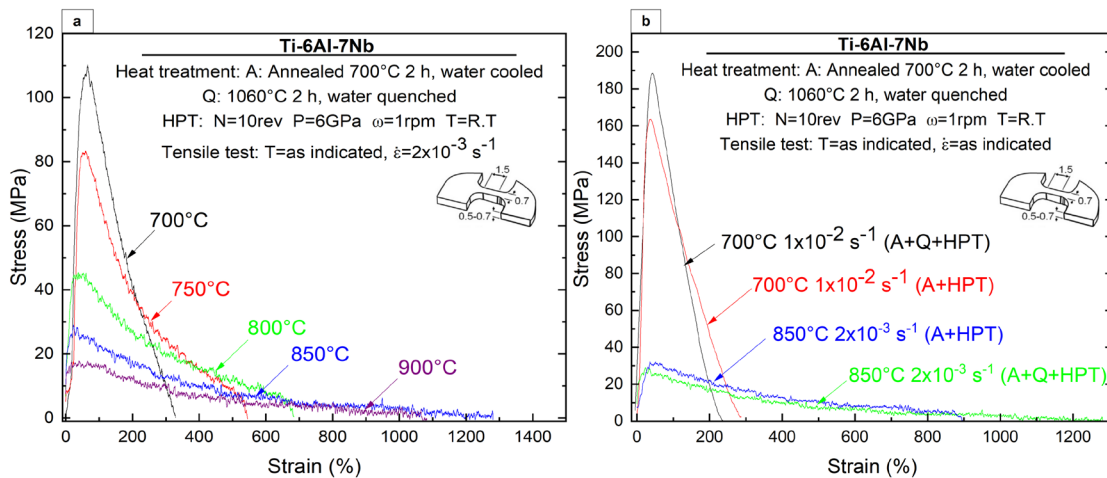 a
Ti-6Al-7Nb
Heat treatment: A: Annealed 700°C 2 h, water cooled
Q: 1060°C 2 h, water quenched
HPT: N=10rev P=6GPa ω=1rpm T=R.T
Tensile test: T=as indicated, ε̇=2x10⁻³ s⁻¹
1.5
0.7
0.5-0.7
700°C
750°C
800°C
850°C
900°C
120
100
80
60
40
20
0
Stress (MPa)
0 200 400 600 800 1000 1200 1400
Strain (%)
b
Ti-6Al-7Nb
Heat treatment: A: Annealed 700°C 2 h, water cooled
Q: 1060°C 2 h, water quenched
HPT: N=10rev P=6GPa ω=1rpm T=R.T
Tensile test: T=as indicated, ε̇=as indicated
1.5
0.7
0.5-0.7
700°C 1x10⁻² s⁻¹ (A+Q+HPT)
700°C 1x10⁻² s⁻¹ (A+HPT)
850°C 2x10⁻³ s⁻¹ (A+HPT)
850°C 2x10⁻³ s⁻¹ (A+Q+HPT)
200
180
160
140
120
100
80
60
40
20
0
Stress (MPa)
0 200 400 600 800 1000 1200
Strain (%)